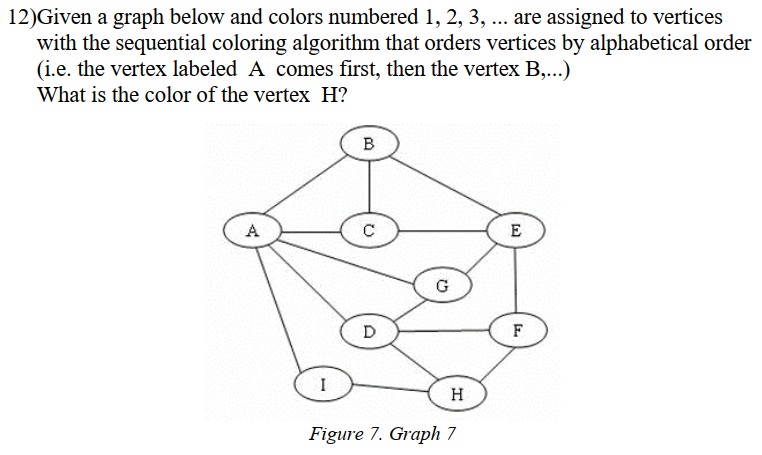 12)Given a graph below and colors numbered 1, 2, 3, ... are assigned to vertices
with the sequential coloring algorithm that orders vertices by alphabetical order
(i.e. the vertex labeled A comes first, then the vertex B,...)
What is the color of the vertex H?
B
A
C
E
G
D
F
I
H
Figure 7. Graph 7